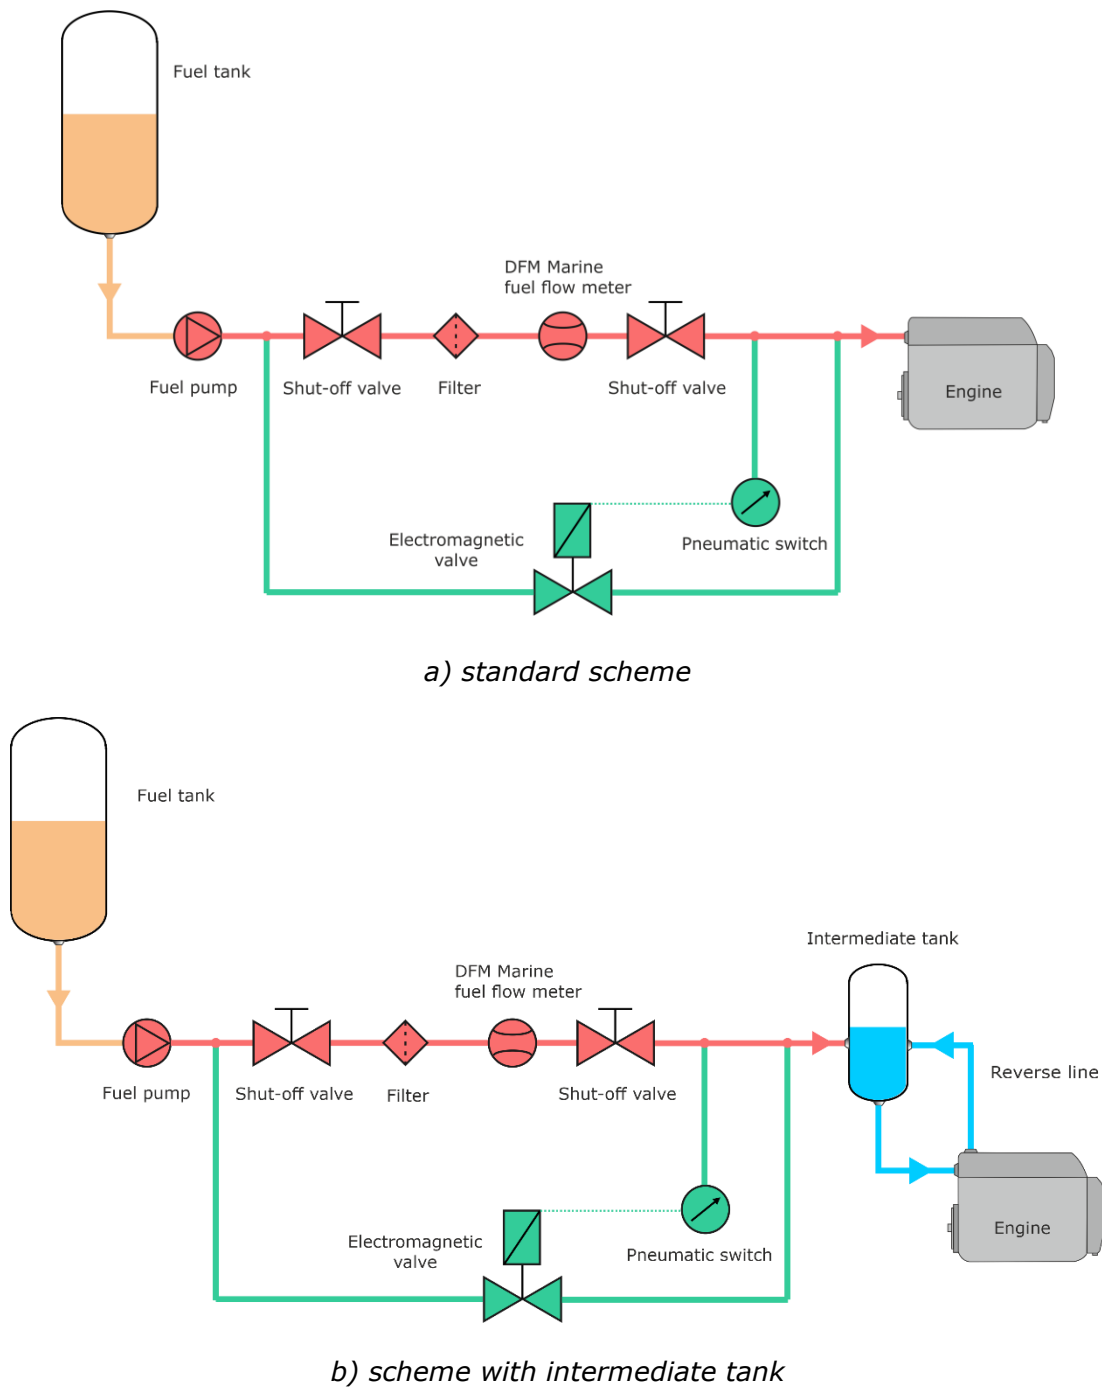 Fuel tank
DFM Marine
fuel flow meter
Fuel pump
Shut-off valve
Filter
Shut-off valve
Engine
Electromagnetic
valve
Pneumatic switch
a) standard scheme
Fuel tank
Intermediate tank
DFM Marine
fuel flow meter
Reverse line
Fuel pump
Shut-off valve
Filter
Shut-off valve
Engine
Electromagnetic
valve
Pneumatic switch
b) scheme with intermediate tank